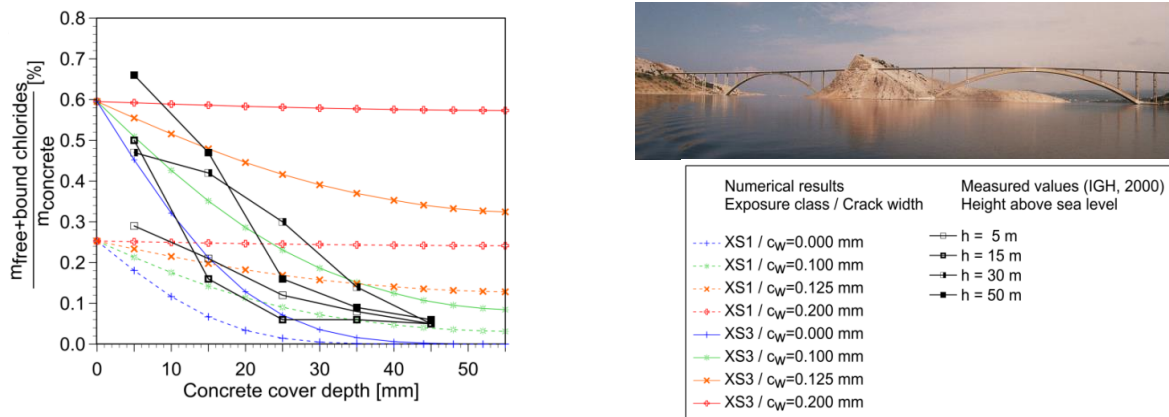 m free+bound chlorides [%]
m concrete
0.8
0.7
0.6
0.5
0.4
0.3
0.2
0.1
0.0
0 10 20 30 40 50
Concrete cover depth [mm]
Numerical results
Exposure class / Crack width
XS1 / cw=0.000 mm
XS1 / cw=0.100 mm
XS1 / cw=0.125 mm
XS1 / cw=0.200 mm
XS3 / cw=0.000 mm
XS3 / cw=0.100 mm
XS3 / cw=0.125 mm
XS3 / cw=0.200 mm
Measured values (IGH, 2000)
Height above sea level
h = 5 m
h = 15 m
h = 30 m
h = 50 m